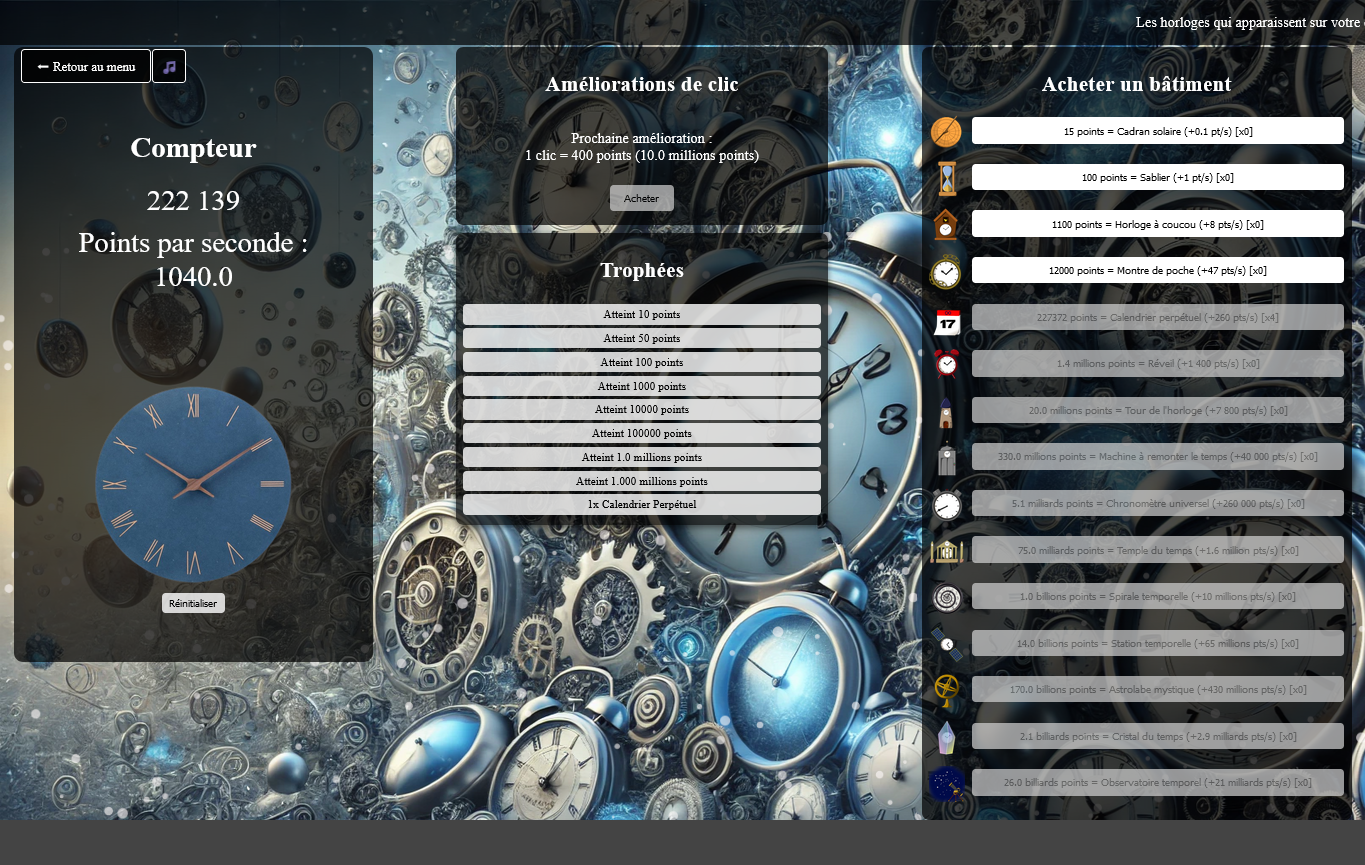 Les horloges qui apparaissent sur votre
← Retour au menu
Compteur
222 139
Points par seconde :
1040.0
Réinitialiser
Améliorations de clic
Prochaine amélioration :
1 clic = 400 points (10.0 millions points)
Acheter
Trophées
Atteint 10 points
Atteint 50 points
Atteint 100 points
Atteint 1000 points
Atteint 10000 points
Atteint 100000 points
Atteint 1.0 millions points
Atteint 1.000 millions points
1x Calendrier Perpétuel
Acheter un bâtiment
15 points = Cadran solaire (+0.1 pt/s) [x0]
100 points = Sablier (+1 pt/s) [x0]
1100 points = Horloge à coucou (+8 pts/s) [x0]
12000 points = Montre de poche (+47 pts/s) [x0]
17
227372 points = Calendrier perpétuel (+260 pts/s) [x4]
1.4 millions points = Réveil (+1 400 pts/s) [x0]
20.0 millions points = Tour de l'horloge (+7 800 pts/s) [x0]
330.0 millions points = Machine à remonter le temps (+40 000 pts/s) [x0]
5.1 milliards points = Chronomètre universel (+260 000 pts/s) [x0]
75.0 milliards points = Temple du temps (+1.6 million pts/s) [x0]
1.0 billions points = Spirale temporelle (+10 millions pts/s) [x0]
14.0 billions points = Station temporelle (+65 millions pts/s) [x0]
170.0 billions points = Astrolabe mystique (+430 millions pts/s) [x0]
2.1 billiards points = Cristal du temps (+2.9 milliards pts/s) [x0]
26.0 billiards points = Observatoire temporel (+21 milliards pts/s) [x0]